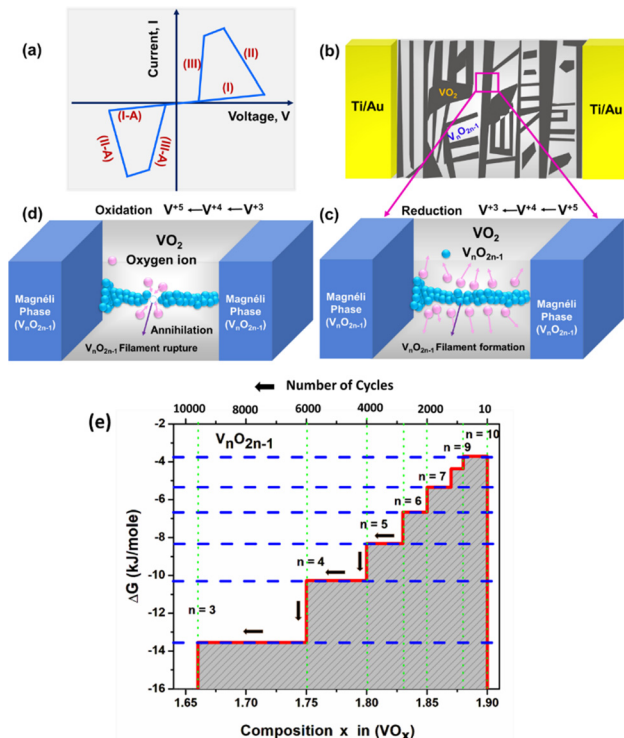 (a)
Current, I
(III)
(II)
(I)
Voltage, V
(I-A)
(II-A)
(III-A)
(b)
Ti/Au
VO₂
VₙO₂ₙ₋₁
Ti/Au
(d)
Oxidation V⁺⁵ ← V⁺⁴ ← V⁺³
VO₂
Oxygen ion
Magnéli
Phase
(VₙO₂ₙ₋₁)
Magnéli
Phase
(VₙO₂ₙ₋₁)
Annihilation
VₙO₂ₙ₋₁ Filament rupture
(c)
Reduction V⁺³ ← V⁺⁴ ← V⁺⁵
VO₂
VₙO₂ₙ₋₁
Magnéli
Phase
(VₙO₂ₙ₋₁)
Magnéli
Phase
(VₙO₂ₙ₋₁)
VₙO₂ₙ₋₁ Filament formation
(e)
Number of Cycles
10000 8000 6000 4000 2000 10
VₙO₂ₙ₋₁
n = 10
n = 9
n = 7
n = 6
n = 5
n = 4
n = 3
ΔG (kJ/mole)
-2
-4
-6
-8
-10
-12
-14
-16
1.65 1.70 1.75 1.80 1.85 1.90
Composition x in (VOₓ)